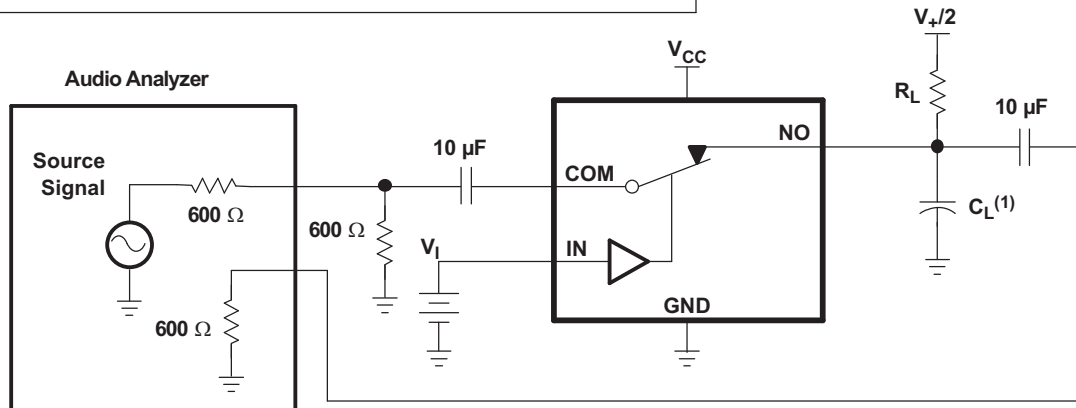 V+/2
VCC
Audio Analyzer
RL
10 µF
NO
10 µF
Source
Signal
COM
600 Ω
600 Ω
CL(1)
VI
IN
GND
600 Ω